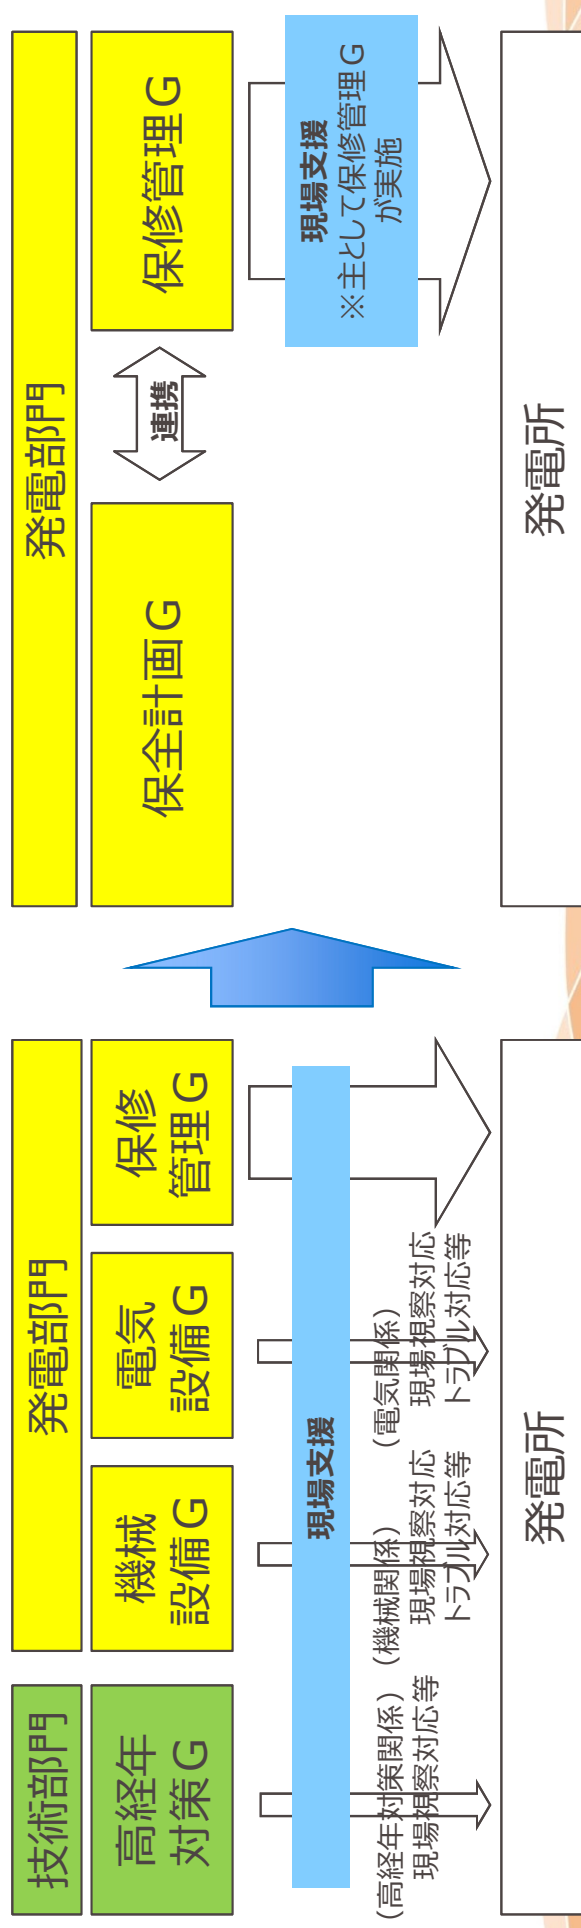 技術部門
発電部門
高経年
対策G
機械
設備G
電気
設備G
保修
管理G
現場支援
（高経年対策関係）
現場視察対応等
（機械関係）
現場視察対応
トラブル対応等
（電気関係）
現場視察対応
トラブル対応等
発電所
発電部門
保全計画G
連携
保修管理G
現場支援
※主として保修管理G
が実施
発電所